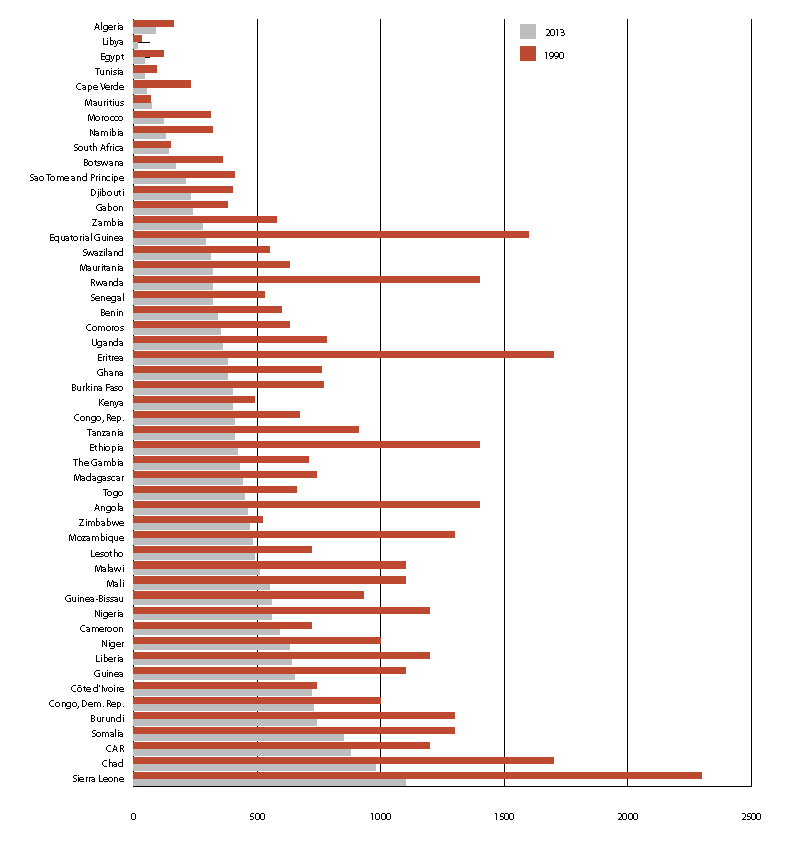 Algeria
2013
Libya
Egypt
1990
Tunisia
Cape Verde
Mauritius
Morocco
Namibia
South Africa
Botswana
Sao Tome and Principe
Djibouti
Gabon
Zambia
Equatorial Guinea
Swaziland
Mauritania
Rwanda
Senegal
Benin
Comoros
Uganda
Eritrea
Ghana
Burkina Faso
Kenya
Congo, Rep.
Tanzania
Ethiopia
The Gambia
Madagascar
Togo
Angola
Zimbabwe
Mozambique
Lesotho
Malawi
Mali
Guinea-Bissau
Nigeria
Cameroon
Niger
Liberia
Guinea
Côte d'Ivoire
Congo, Dem. Rep.
Burundi
Somalia
CAR
Chad
Sierra Leone
0 500 1000 1500 2000 2500